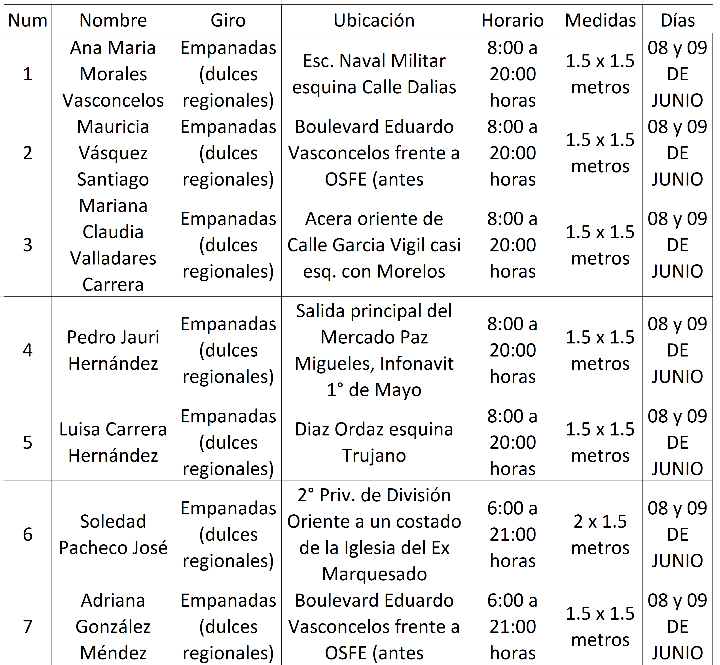 Num Nombre Giro Ubicación Horario Medidas Días
1
Ana Maria
Morales
Vasconcelos
Empanadas
(dulces
regionales)
Esc. Naval Militar
esquina Calle Dalias
8:00 a
20:00
horas
1.5 x 1.5
metros
08 y 09
DE
JUNIO
2
Mauricia
Vásquez
Santiago
Empanadas
(dulces
regionales)
Boulevard Eduardo
Vasconcelos frente a
OSFE (antes
8:00 a
20:00
horas
1.5 x 1.5
metros
08 y 09
DE
JUNIO
3
Mariana
Claudia
Valladares
Carrera
Empanadas
(dulces
regionales)
Acera oriente de
Calle Garcia Vigil casi
esq. con Morelos
8:00 a
20:00
horas
1.5 x 1.5
metros
08 y 09
DE
JUNIO
4
Pedro Jauri
Hernández
Empanadas
(dulces
regionales)
Salida principal del
Mercado Paz
Migueles, Infonavit
1° de Mayo
8:00 a
20:00
horas
1.5 x 1.5
metros
08 y 09
DE
JUNIO
5
Luisa Carrera
Hernández
Empanadas
(dulces
regionales)
Diaz Ordaz esquina
Trujano
8:00 a
20:00
horas
1.5 x 1.5
metros
08 y 09
DE
JUNIO
6
Soledad
Pacheco José
Empanadas
(dulces
regionales)
2° Priv. de División
Oriente a un costado
de la Iglesia del Ex
Marquesado
6:00 a
21:00
horas
2 x 1.5
metros
08 y 09
DE
JUNIO
7
Adriana
González
Méndez
Empanadas
(dulces
regionales)
Boulevard Eduardo
Vasconcelos frente a
OSFE (antes
6:00 a
21:00
horas
1.5 x 1.5
metros
08 y 09
DE
JUNIO